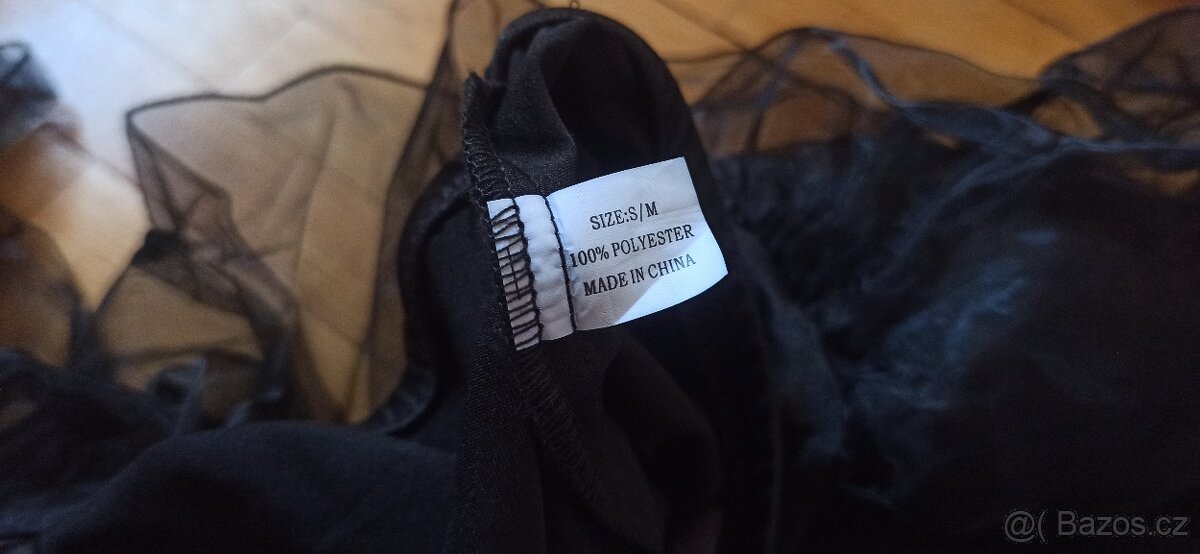 SIZE:S/M
100% POLYESTER
MADE IN CHINA
@( Bazos.cz